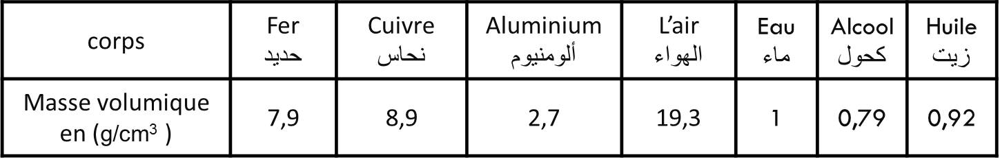 corps
Fer
حديد
Cuivre
نحاس
Aluminium
ألومنيوم
L’air
الهواء
Eau
ماء
Alcool
كحول
Huile
زيت
Masse volumique
en (g/cm³ )
7,9
8,9
2,7
19,3
1
0,79
0,92